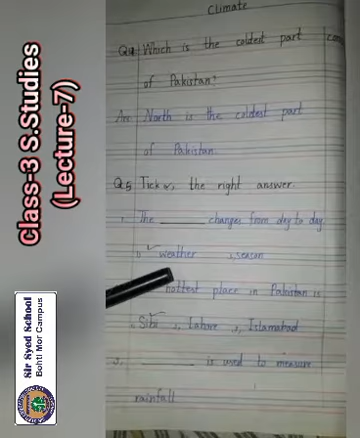 Class-3 S.Studies
(Lecture-7)
Sir Syed School
Bohti Mor Campus
Climate
Q4 Which is the coldest part
of Pakistan?
Ans: North is the coldest part
of Pakistan.
Q5 Tick the right answer.
1. The ______ changes from day to day.
weather , season
hottest place in Pakistan is
Sibi , Lahore , Islamabad
3, ______ is used to measure
rainfall